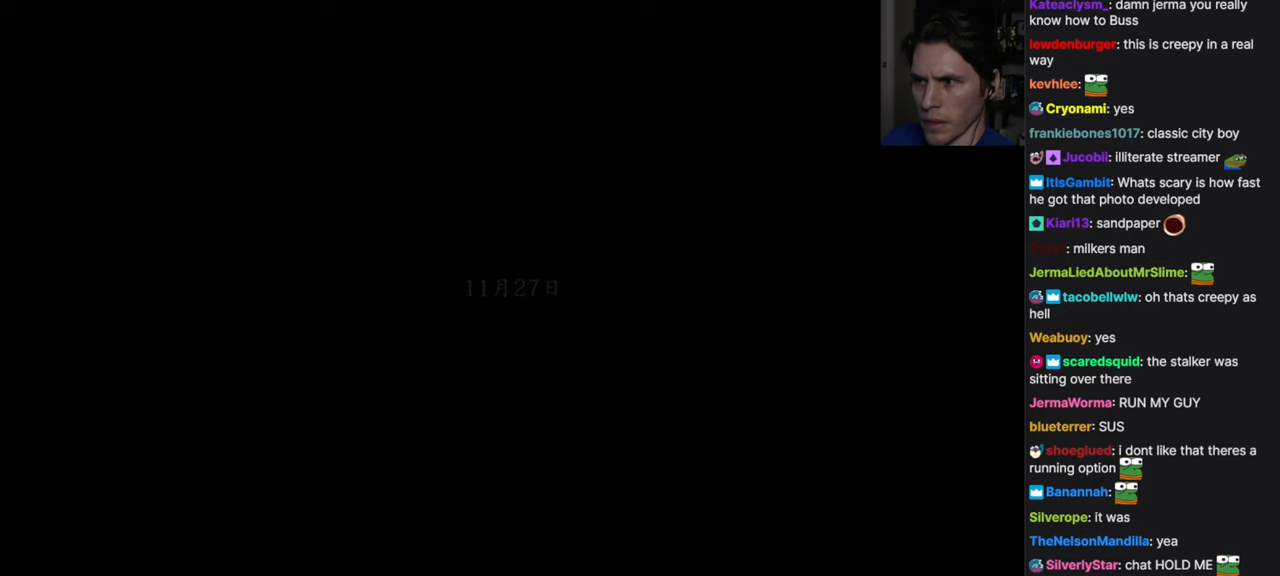 11月27日
Kateaclysm_: damn jerma you really
know how to Buss
lewdenburger: this is creepy in a real
way
kevhlee:
Cryonami: yes
frankiebones1017: classic city boy
Jucobii: illiterate streamer
ItIsGambit: Whats scary is how fast
he got that photo developed
Kiari13: sandpaper
: milkers man
JermaLiedAboutMrSlime:
tacobellwlw: oh thats creepy as
hell
Weabuoy: yes
scaredsquid: the stalker was
sitting over there
JermaWorma: RUN MY GUY
blueterrer: SUS
shoeglued: i dont like that theres a
running option
Banannah:
Silverope: it was
TheNelsonMandilla: yea
SilverlyStar: chat HOLD ME